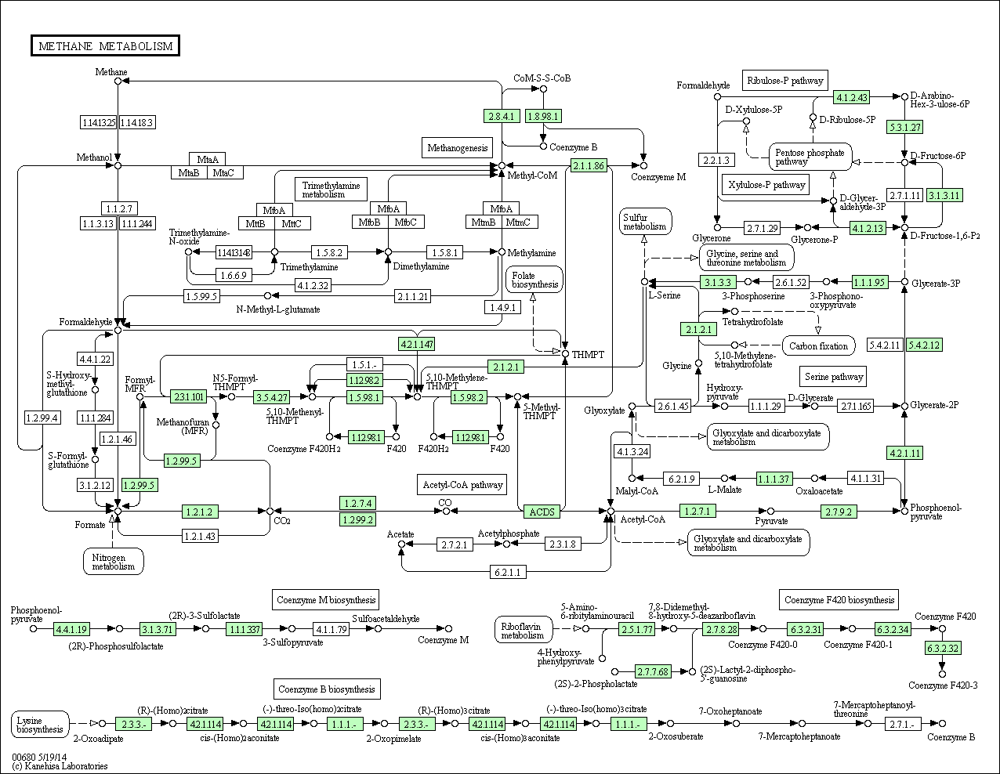 METHANE METABOLISM
Methane
CoM-S-S-CoB
Formaldehyde
Ribulose-P pathway
4.1.2.43
D-Arabino-
Hex-3-ulose-6P
1.14.13.25
1.14.18.3
2.8.4.1
1.8.98.1
D-Xylulose-5P
D-Ribulose-5P
5.3.1.27
Methanogenesis
Coenzyme B
2.2.1.3
Pentose phosphate
pathway
D-Fructose-6P
Methanol
MtaA
MtaB
MtaC
Methyl-CoM
2.1.1.86
Coenzyeme M
Trimethylamine
metabolism
Xylulose-P pathway
2.7.1.11
3.1.3.11
1.1.2.7
1.1.3.13
1.1.1.244
MfbA
MttB
MttC
MfbA
MfbB
MfbC
MfbA
MtmB
MtmC
D-Glycer-
aldehyde-3P
Sulfur
metabolism
Glycerone
2.7.1.29
Glycerone-P
4.1.2.13
D-Fructose-1,6-P2
Trimethylamine-
N-oxide
1.14.13.148
Trimethylamine
1.5.8.2
Dimethylamine
1.5.8.1
Methylamine
Glycine, serine and
threonine metabolism
1.6.6.9
4.1.2.32
Folate
biosynthesis
L-Serine
3.1.3.3
3-Phosphoserine
2.6.1.52
3-Phosphono-
oxypyruvate
1.1.1.95
Glycerate-3P
1.5.99.5
N-Methyl-L-glutamate
2.1.1.21
1.4.9.1
Formaldehyde
Tetrahydrofolate
2.1.2.1
4.2.1.147
THMPT
Carbon fixation
5.4.2.11
5.4.2.12
5,10-Methylene-
tetrahydrofolate
4.4.1.22
S-Hydroxy-
methyl-
glutathione
Formyl-
MFR
N5-Formyl-
THMPT
1.5.1.-
1.12.98.2
5,10-Methylene-
THMPT
2.1.2.1
Glycine
Serine pathway
2.3.1.101
3.5.4.27
5,10-Methenyl-
THMPT
1.5.98.1
1.5.98.2
5-Methyl-
THMPT
Glyoxylate
2.6.1.45
Hydroxy-
pyruvate
1.1.1.29
D-Glycerate
2.7.1.165
Glycerate-2P
1.2.99.4
1.1.1.284
Methanofuran
(MFR)
1.2.1.46
Coenzyme F420H2
1.12.98.1
F420
F420H2
1.12.98.1
F420
Glyoxylate and dicarboxylate
metabolism
S-Formyl-
glutathione
1.2.99.5
4.1.3.24
4.2.1.11
3.1.2.12
1.2.99.5
Acetyl-CoA pathway
Malyl-CoA
6.2.1.9
L-Malate
1.1.1.37
Oxaloacetate
4.1.1.31
Formate
1.2.1.2
CO2
1.2.7.4
1.2.99.2
CO
ACDS
Acetyl-CoA
1.2.7.1
Pyruvate
2.7.9.2
Phosphoenol-
pyruvate
1.2.1.43
Acetate
2.7.2.1
Acetylphosphate
2.3.1.8
Glyoxylate and dicarboxylate
metabolism
Nitrogen
metabolism
6.2.1.1
Coenzyme M biosynthesis
Phosphoenol-
pyruvate
4.4.1.19
(2R)-Phosphosulfolactate
3.1.3.71
(2R)-3-Sulfolactate
1.1.1.337
3-Sulfopyruvate
4.1.1.79
Sulfoacetaldehyde
Coenzyme M
Coenzyme F420 biosynthesis
Riboflavin
metabolism
5-Amino-
6-ribitylaminouracil
2.5.1.77
7,8-Didemethyl-
8-hydroxy-5-deazariboflavin
2.7.8.28
Coenzyme F420-0
6.3.2.31
Coenzyme F420-1
6.3.2.34
Coenzyme F420
4-Hydroxy-
phenylpyruvate
6.3.2.32
(2S)-2-Phospholactate
2.7.7.68
(2S)-Lactyl-2-diphospho-
5'-guanosine
Coenzyme F420-3
Coenzyme B biosynthesis
Lysine
biosynthesis
2-Oxoadipate
2.3.3.-
(R)-(Homo)2citrate
4.2.1.114
cis-(Homo)2aconitate
4.2.1.114
(-)-threo-Iso(homo)2citrate
1.1.1.-
2-Oxopimelate
2.3.3.-
(R)-(Homo)3citrate
4.2.1.114
cis-(Homo)3aconitate
4.2.1.114
(-)-threo-Iso(homo)3citrate
1.1.1.-
2-Oxosuberate
7-Oxoheptanoate
7-Mercaptoheptanoate
7-Mercaptoheptanoyl-
threonine
2.7.1.-
Coenzyme B
00680 5/19/14
(c) Kanehisa Laboratories